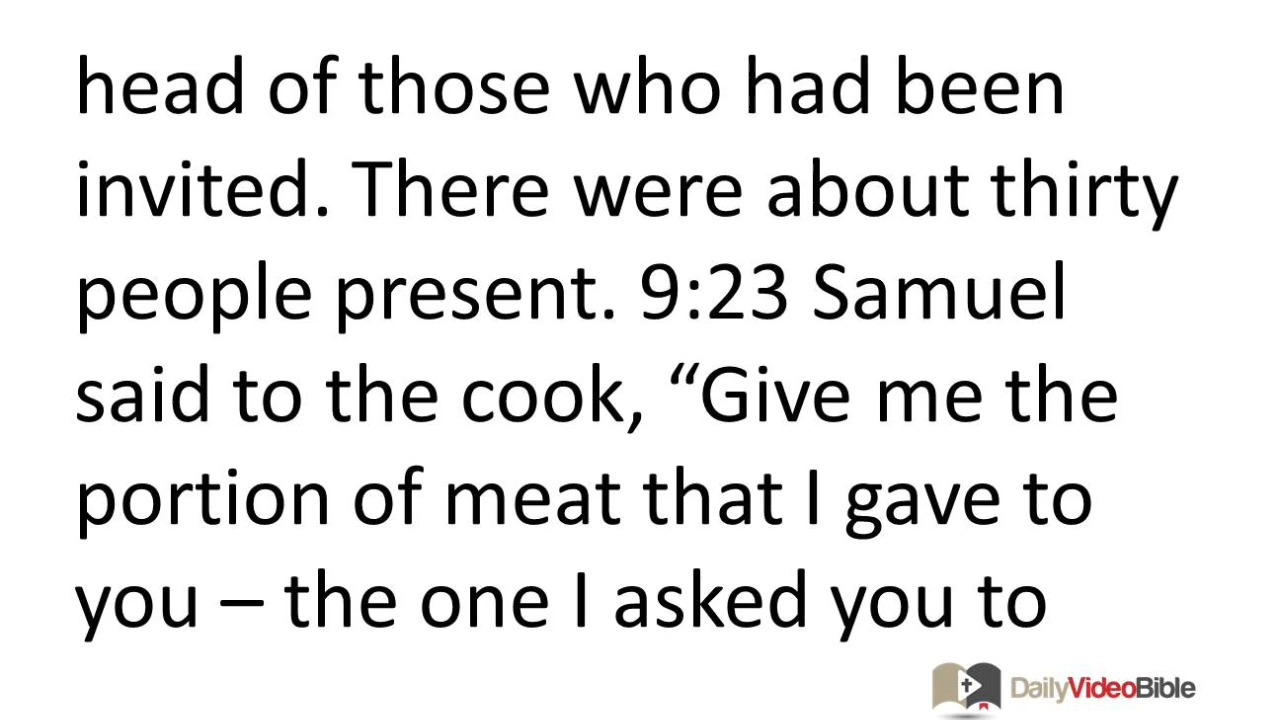 head of those who had been
invited. There were about thirty
people present. 9:23 Samuel
said to the cook, “Give me the
portion of meat that I gave to
you – the one I asked you to
DailyVideoBible